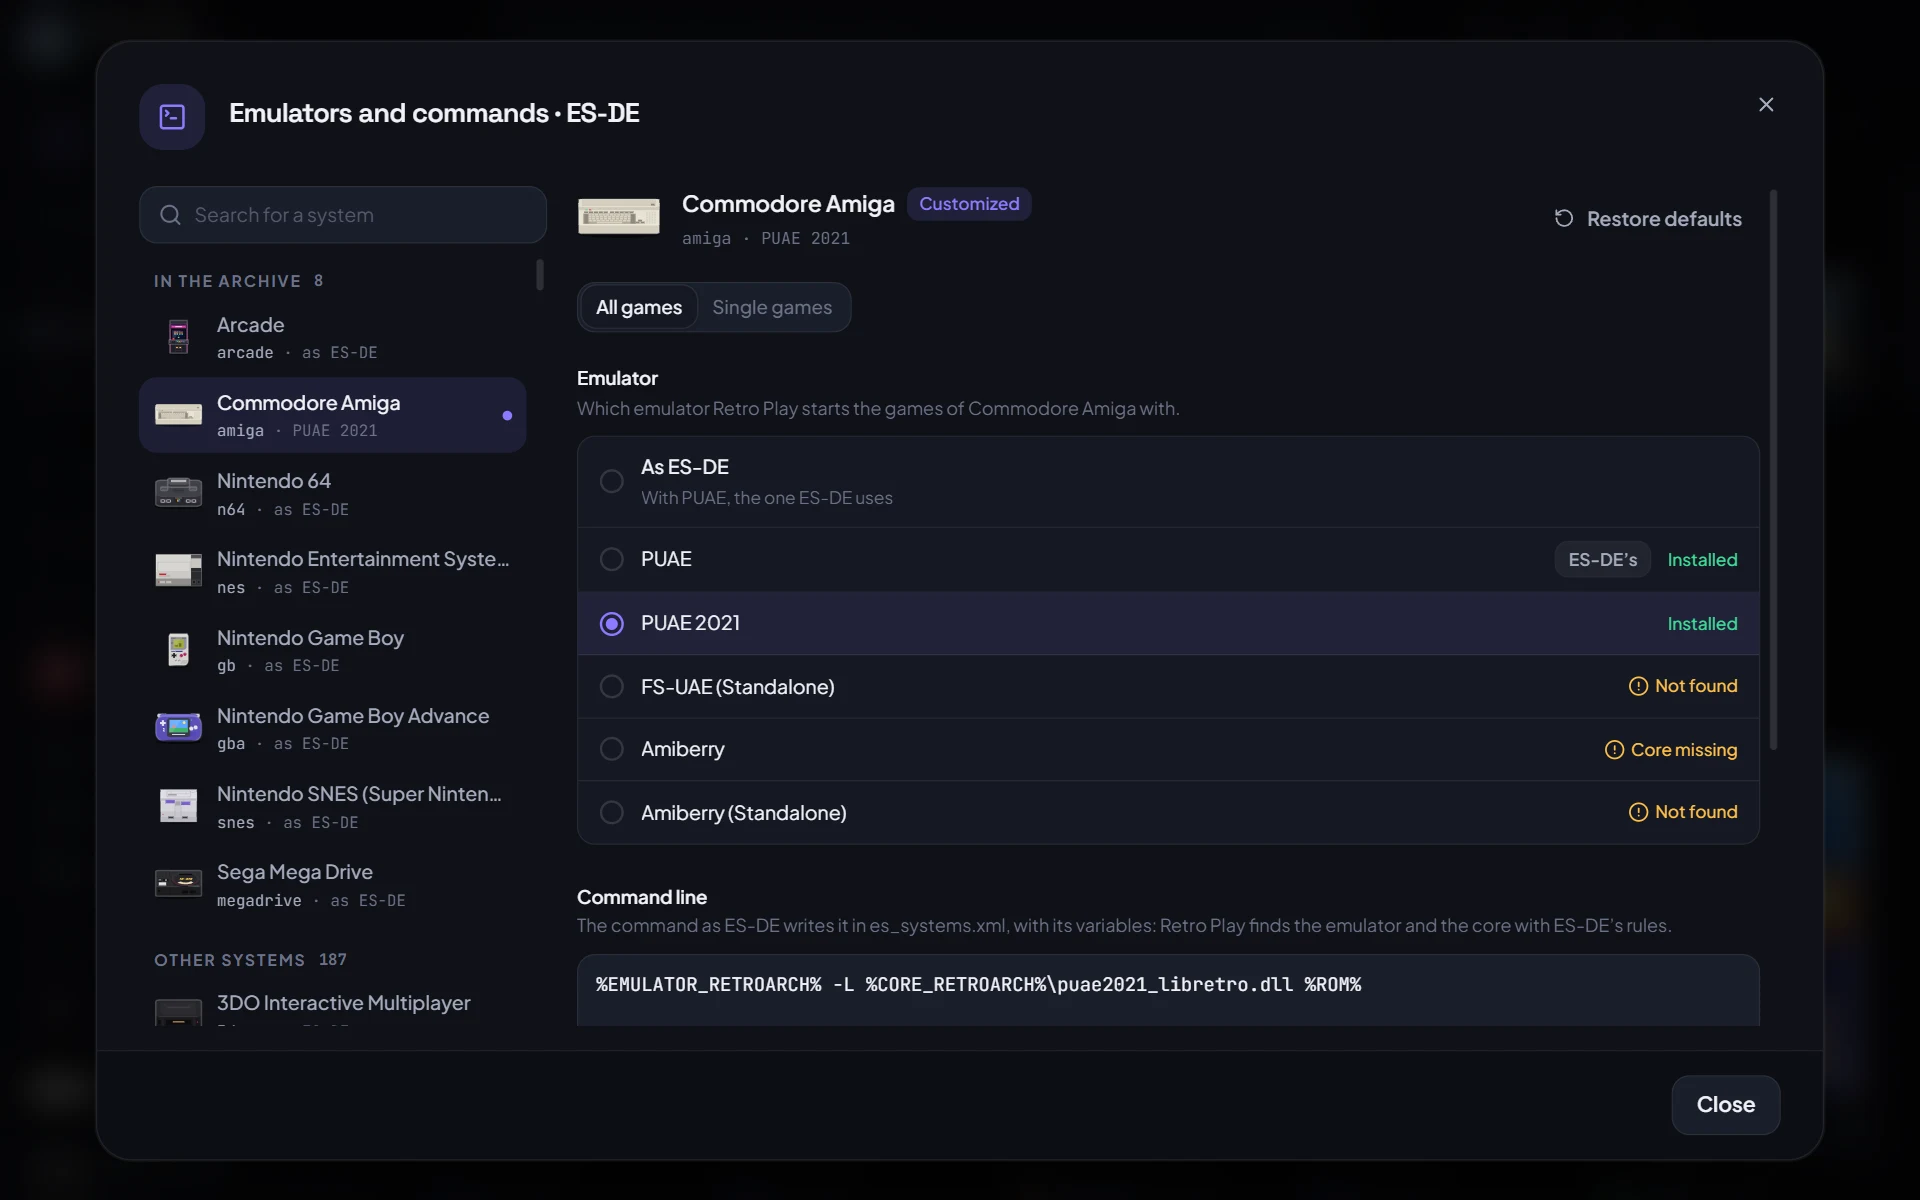 Emulators and commands · ES-DE
Search for a system
IN THE ARCHIVE 8
Arcade
arcade · as ES-DE
Commodore Amiga
amiga · PUAE 2021
Nintendo 64
n64 · as ES-DE
Nintendo Entertainment Syste...
nes · as ES-DE
Nintendo Game Boy
gb · as ES-DE
Nintendo Game Boy Advance
gba · as ES-DE
Nintendo SNES (Super Ninten...
snes · as ES-DE
Sega Mega Drive
megadrive · as ES-DE
OTHER SYSTEMS 187
3DO Interactive Multiplayer
Commodore Amiga Customized
amiga · PUAE 2021
Restore defaults
All games Single games
Emulator
Which emulator Retro Play starts the games of Commodore Amiga with.
As ES-DE
With PUAE, the one ES-DE uses
PUAE ES-DE's Installed
PUAE 2021 Installed
FS-UAE (Standalone) Not found
Amiberry Core missing
Amiberry (Standalone) Not found
Command line
The command as ES-DE writes it in es_systems.xml, with its variables: Retro Play finds the emulator and the core with ES-DE's rules.
%EMULATOR_RETROARCH% -L %CORE_RETROARCH%\puae2021_libretro.dll %ROM%
Close